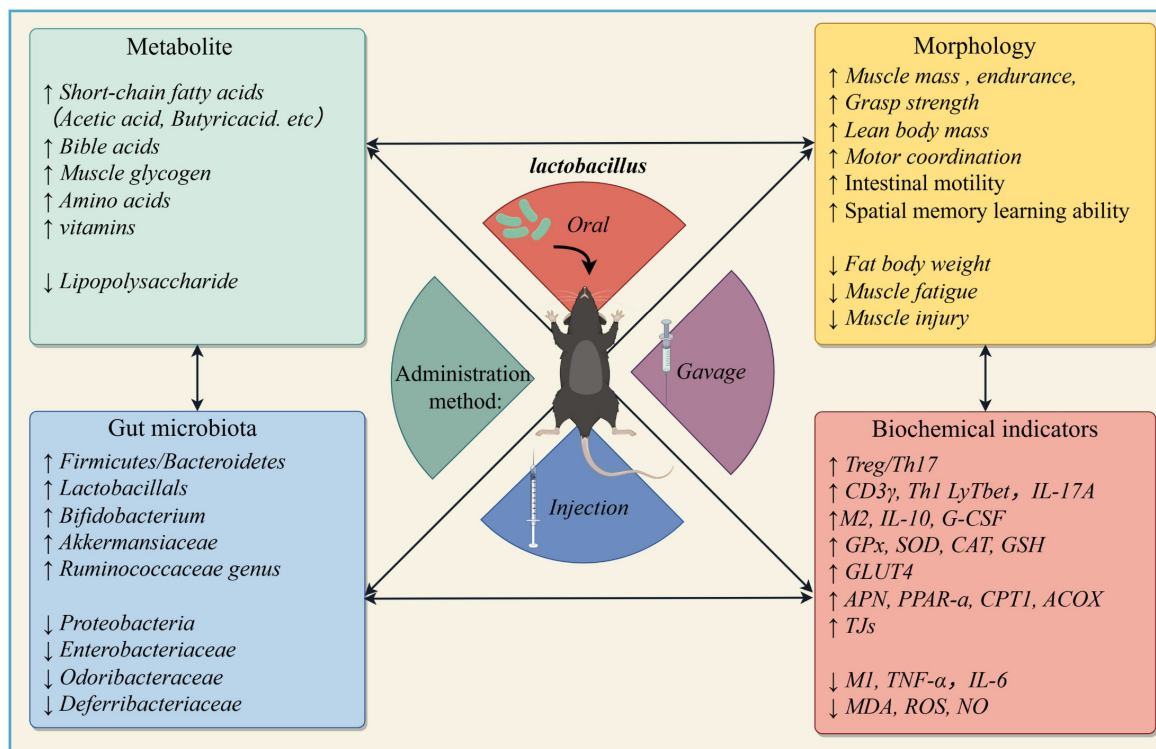 Metabolite
↑ Short-chain fatty acids
(Acetic acid, Butyricacid. etc)
↑ Bible acids
↑ Muscle glycogen
↑ Amino acids
↑ vitamins
↓ Lipopolysaccharide
Morphology
↑ Muscle mass , endurance,
↑ Grasp strength
↑ Lean body mass
↑ Motor coordination
↑ Intestinal motility
↑ Spatial memory learning ability
↓ Fat body weight
↓ Muscle fatigue
↓ Muscle injury
lactobacillus
Oral
Administration
method:
Gavage
Injection
Gut microbiota
↑ Firmicutes/Bacteroidetes
↑ Lactobacillals
↑ Bifidobacterium
↑ Akkermansiaceae
↑ Ruminococcaceae genus
↓ Proteobacteria
↓ Enterobacteriaceae
↓ Odoribacteraceae
↓ Deferribacteriaceae
Biochemical indicators
↑ Treg/Th17
↑ CD3γ, Th1 LyTbet，IL-17A
↑M2, IL-10, G-CSF
↑ GPx, SOD, CAT, GSH
↑ GLUT4
↑ APN, PPAR-a, CPT1, ACOX
↑ TJs
↓ M1, TNF-α，IL-6
↓ MDA, ROS, NO